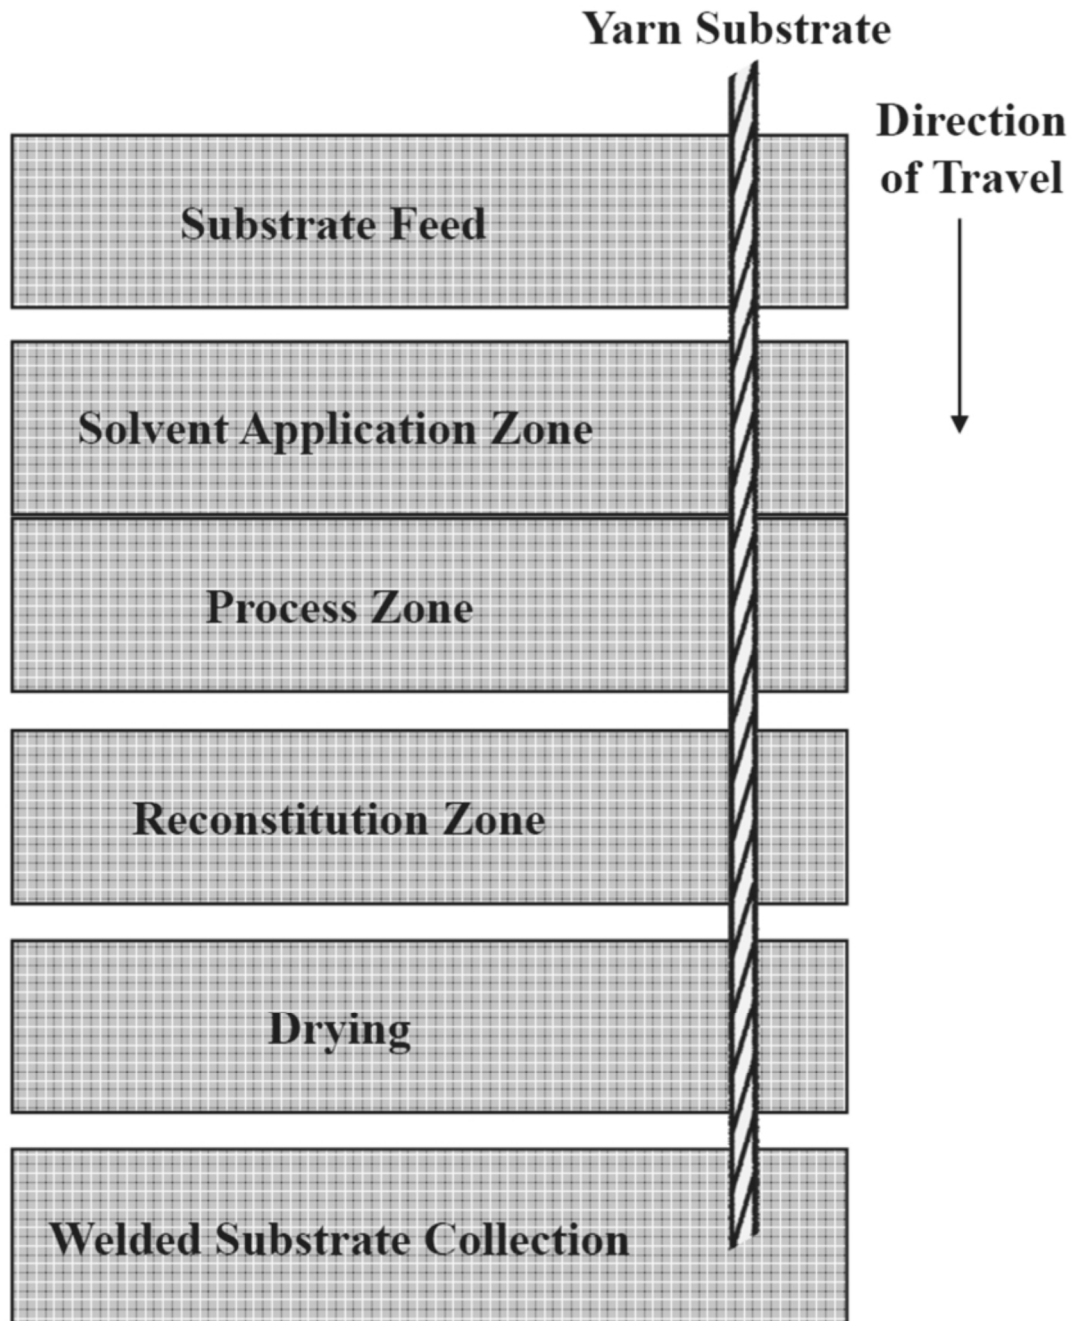 Yarn Substrate
Direction
of Travel
Substrate Feed
Solvent Application Zone
Process Zone
Reconstitution Zone
Drying
Welded Substrate Collection